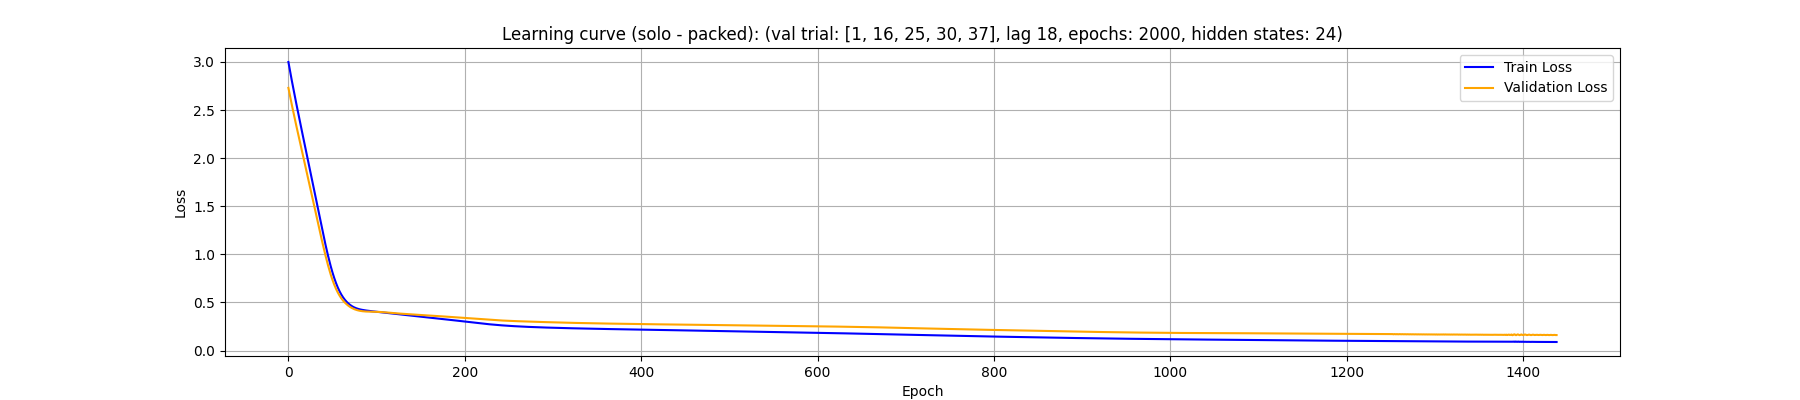 Learning curve (solo - packed): (val trial: [1, 16, 25, 30, 37], lag 18, epochs: 2000, hidden states: 24)
Train Loss
Validation Loss
Loss
3.0
2.5
2.0
1.5
1.0
0.5
0.0
0 200 400 600 800 1000 1200 1400
Epoch